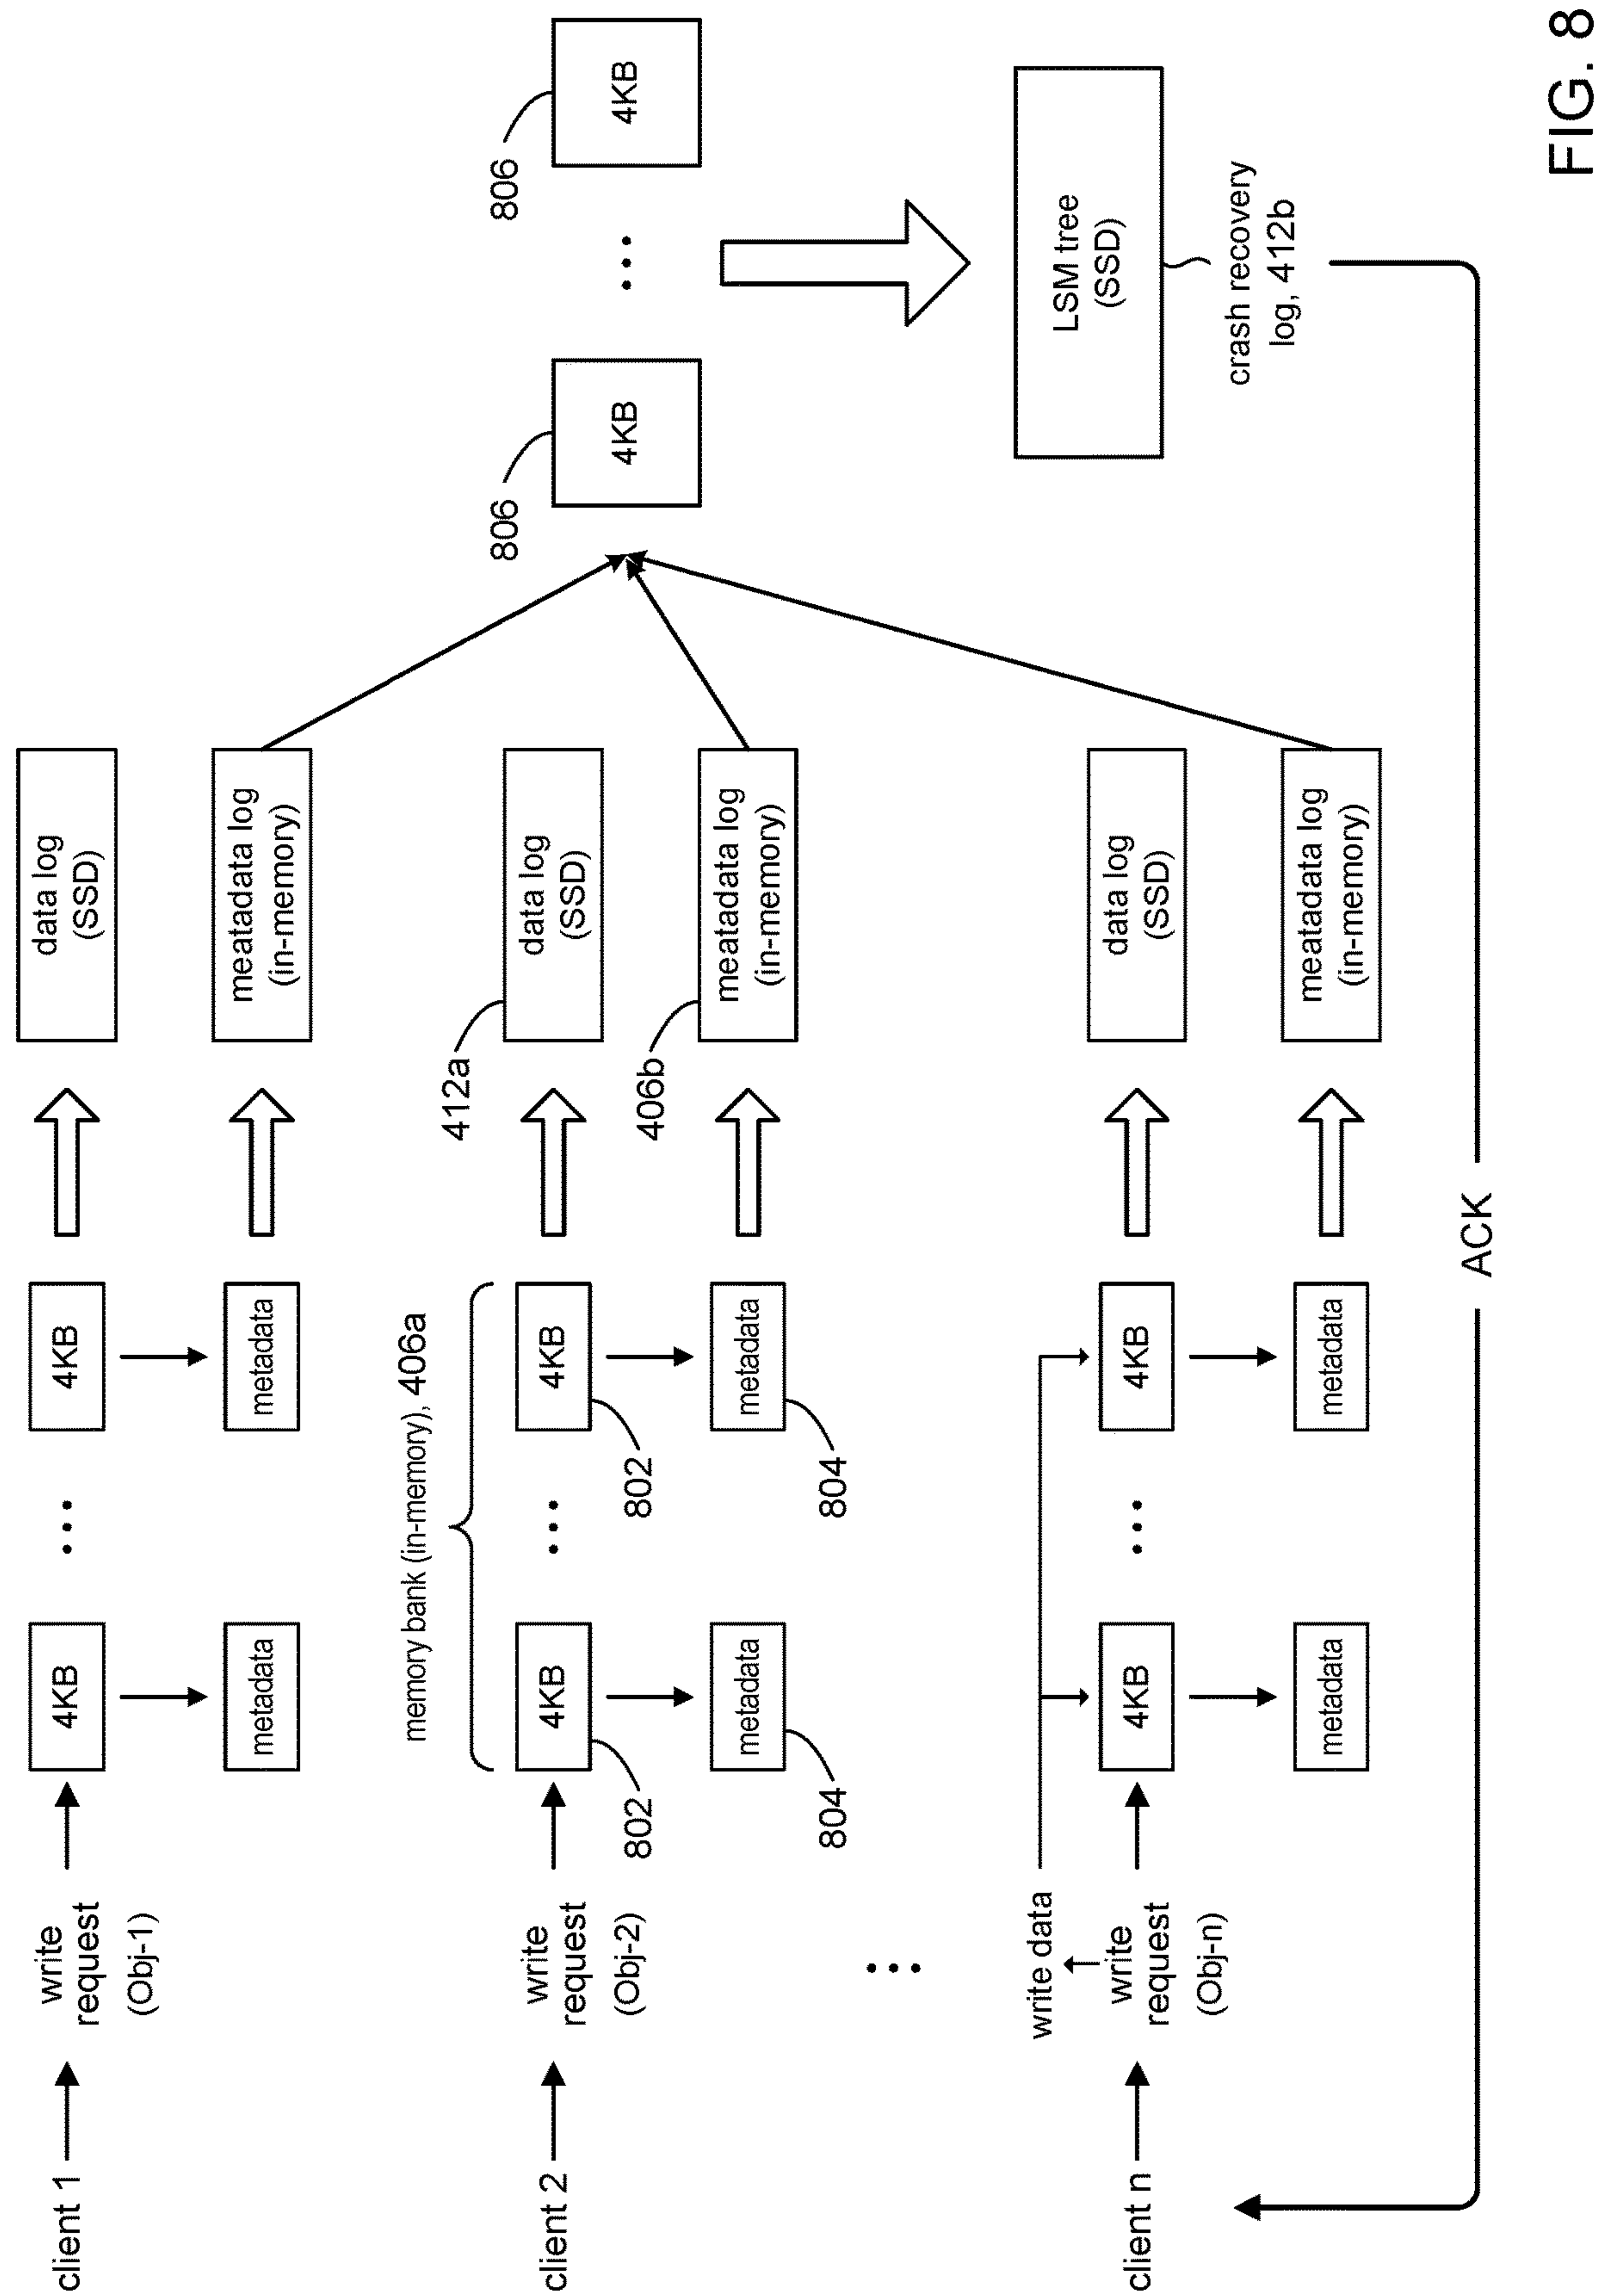 client 1
write
request
(Obj-1)
4KB
...
4KB
metadata
metadata
data log
(SSD)
meatadata log
(in-memory)
memory bank (in-memory), 406a
client 2
write
request
(Obj-2)
4KB
...
4KB
802
802
metadata
metadata
804
804
412a
data log
(SSD)
406b
meatadata log
(in-memory)
...
client n
write data
write
request
(Obj-n)
4KB
...
4KB
metadata
metadata
data log
(SSD)
meatadata log
(in-memory)
806
806
4KB
...
4KB
LSM tree
(SSD)
crash recovery
log, 412b
ACK
FIG. 8